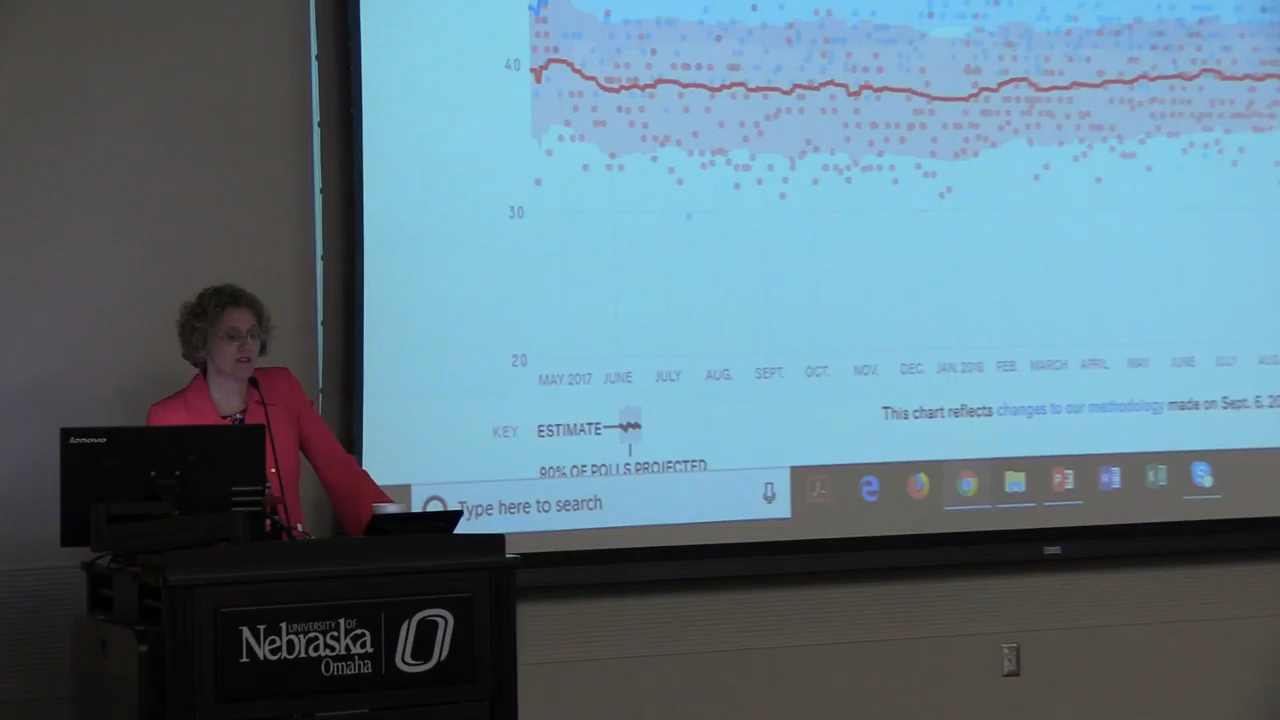 40
30
20
MAY 2017 JUNE JULY AUG. SEPT. OCT. NOV. DEC. JAN. 2018 FEB. MARCH APRIL MAY JUNE JULY AUG
This chart reflects changes to our methodology made on Sept. 6, 20
KEY ESTIMATE
90% OF POLLS PROJECTED
Type here to search
lenovo
UNIVERSITY OF
Nebraska
Omaha